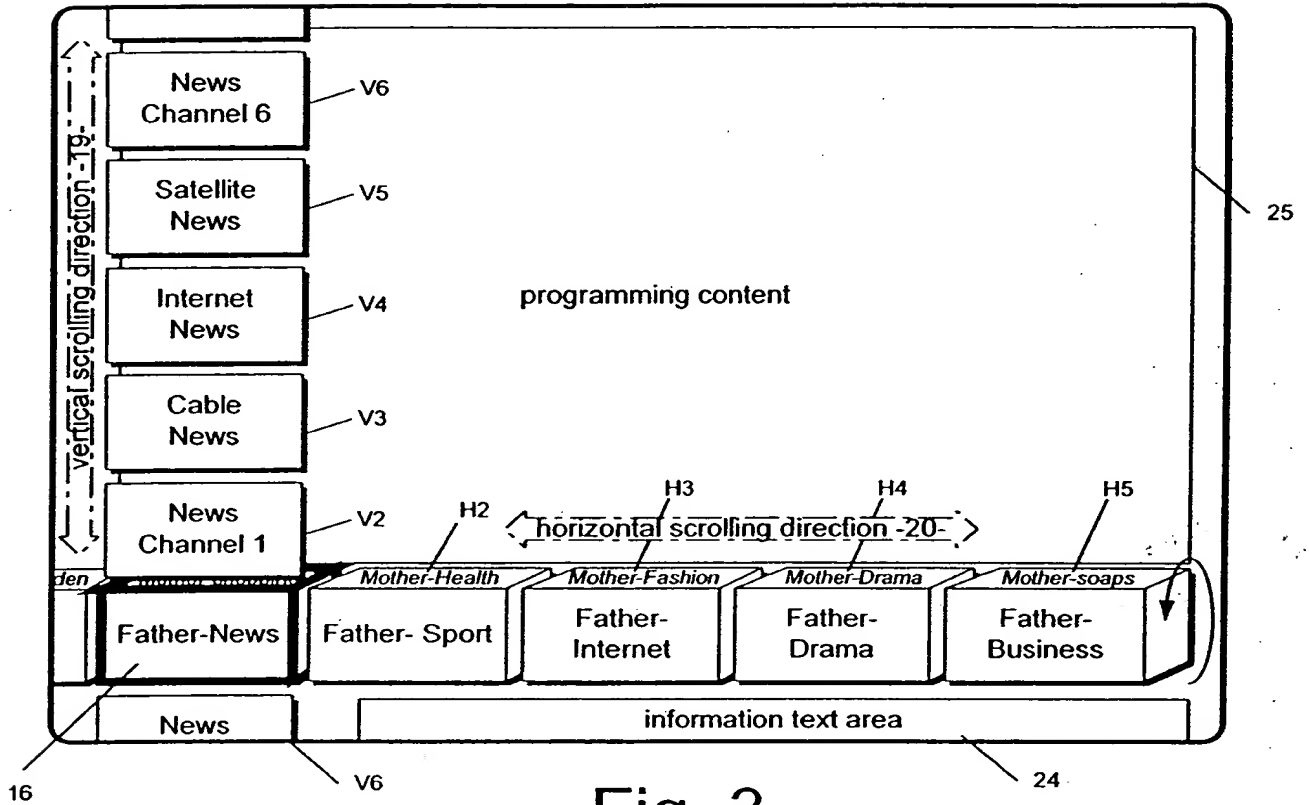 News
Channel 6
V6
Satellite
News
V5
vertical scrolling direction -19-
25
Internet
News
V4
programming content
Cable
News
V3
News
Channel 1
V2
H2
H3
H4
H5
horizontal scrolling direction -20-
den
Mother-Health
Mother-Fashion
Mother-Drama
Mother-soaps
Father-News
Father- Sport
Father-
Internet
Father-
Drama
Father-
Business
News
information text area
16
V6
24